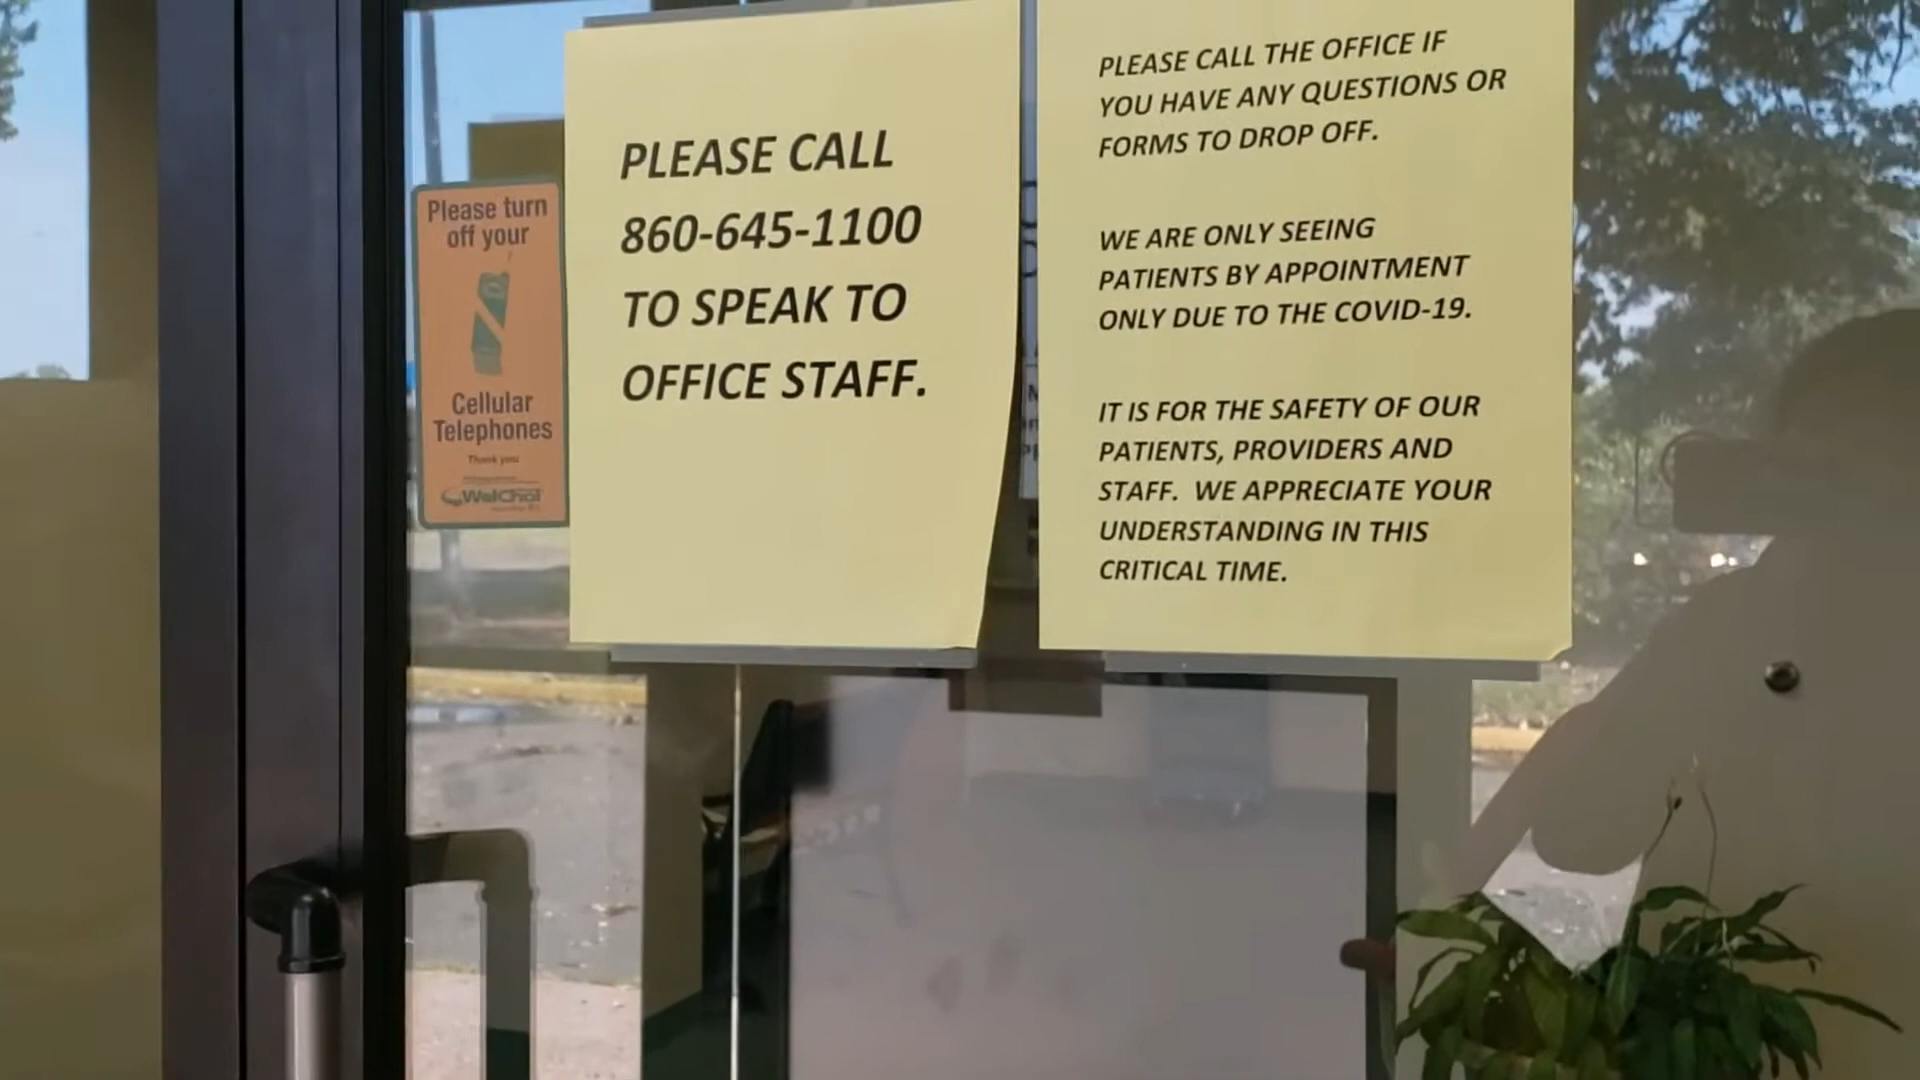 Please turn
off your
Cellular
Telephones
Thank you
WelChol
PLEASE CALL
860-645-1100
TO SPEAK TO
OFFICE STAFF.
PLEASE CALL THE OFFICE IF
YOU HAVE ANY QUESTIONS OR
FORMS TO DROP OFF.
WE ARE ONLY SEEING
PATIENTS BY APPOINTMENT
ONLY DUE TO THE COVID-19.
IT IS FOR THE SAFETY OF OUR
PATIENTS, PROVIDERS AND
STAFF. WE APPRECIATE YOUR
UNDERSTANDING IN THIS
CRITICAL TIME.